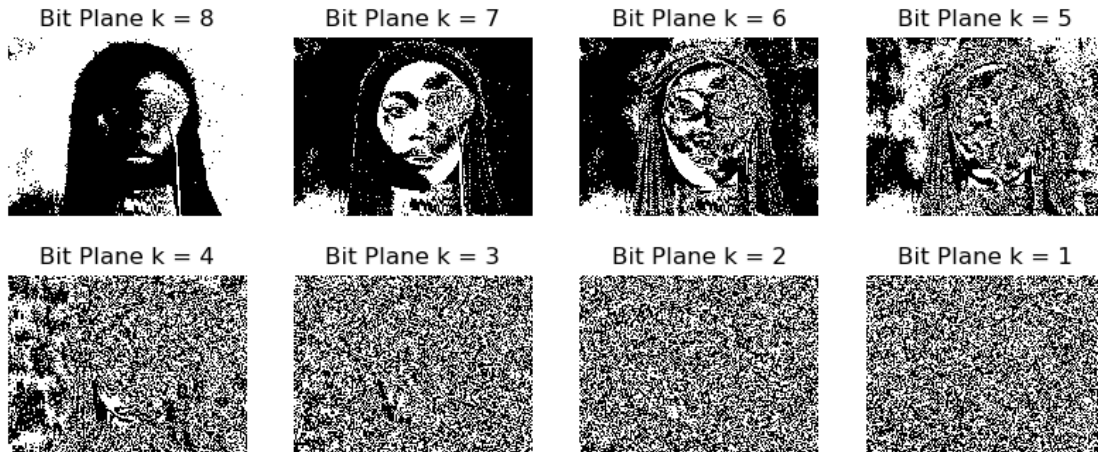 Bit Plane k = 8
Bit Plane k = 7
Bit Plane k = 6
Bit Plane k = 5
Bit Plane k = 4
Bit Plane k = 3
Bit Plane k = 2
Bit Plane k = 1